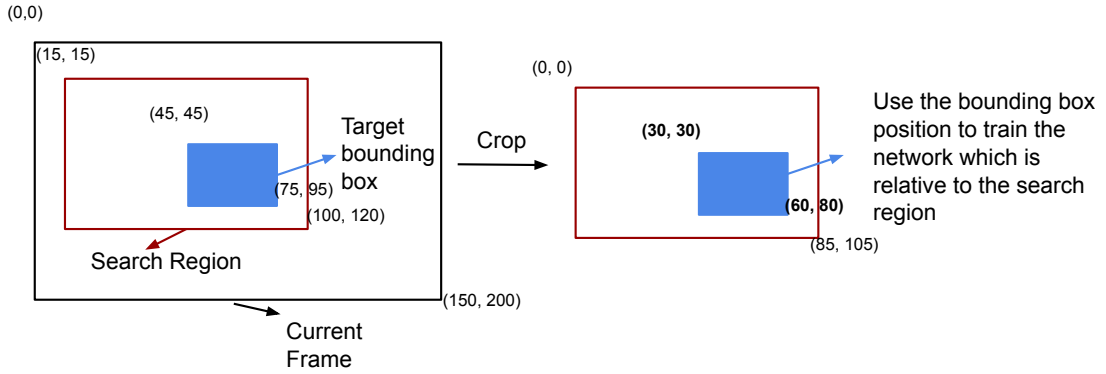 (0,0)
(15, 15)
(45, 45)
Target
bounding
box
(75, 95)
(100, 120)
Search Region
(150, 200)
Current
Frame
Crop
(0, 0)
(30, 30)
(60, 80)
(85, 105)
Use the bounding box
position to train the
network which is
relative to the search
region